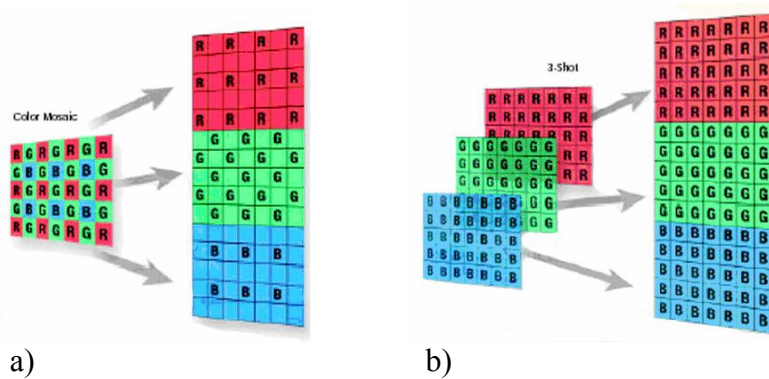 Color Mosaic
R G R G R G R
G B G B G B G
R G R G R G R
G B G B G B G
R G R G R G R
R R R R
R R R R
R R R R
G G G
G G G G
G G G
G G G G
G G G
B B B
B B B
a)
3-Shot
R R R R R R R
R R R R R R R
R R
R R
G G G G G G G
G G G G G G G
G G G G G G G
G G
G G
B B B B B B B
B B B B B B B
B B B B B B B
B B B B B B B
B B B B B B B
R R R R R R R
R R R R R R R
R R R R R R R
R R R R R R R
R R R R R R R
G G G G G G G
G G G G G G G
G G G G G G G
G G G G G G G
G G G G G G G
B B B B B B B
B B B B B B B
B B B B B B B
B B B B B B B
B B B B B B B
b)